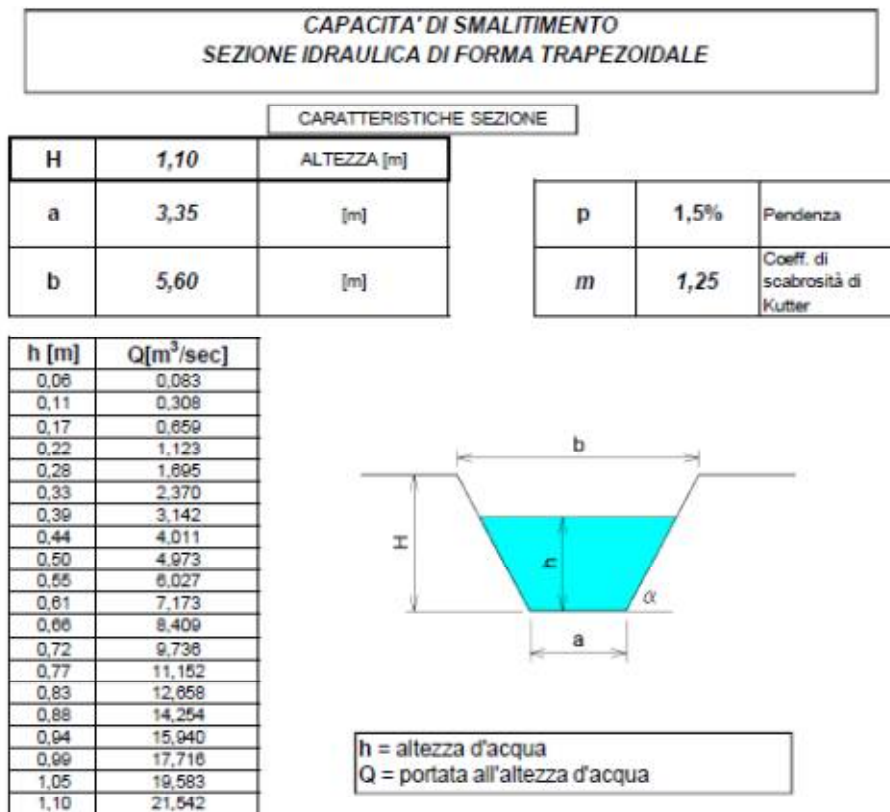 CAPACITA' DI SMALITIMENTO
SEZIONE IDRAULICA DI FORMA TRAPEZOIDALE
CARATTERISTICHE SEZIONE
H 1,10 ALTEZZA [m]
a 3,35 [m]
b 5,60 [m]
p 1,5% Pendenza
m 1,25 Coeff. di
scabrosità di
Kutter
h [m] Q[m³/sec]
0,06 0,083
0,11 0,308
0,17 0,659
0,22 1,123
0,28 1,695
0,33 2,370
0,39 3,142
0,44 4,011
0,50 4,973
0,55 6,027
0,61 7,173
0,66 8,409
0,72 9,736
0,77 11,152
0,83 12,658
0,88 14,254
0,94 15,940
0,99 17,716
1,05 19,583
1,10 21,542
b
H
h
α
a
h = altezza d'acqua
Q = portata all'altezza d'acqua